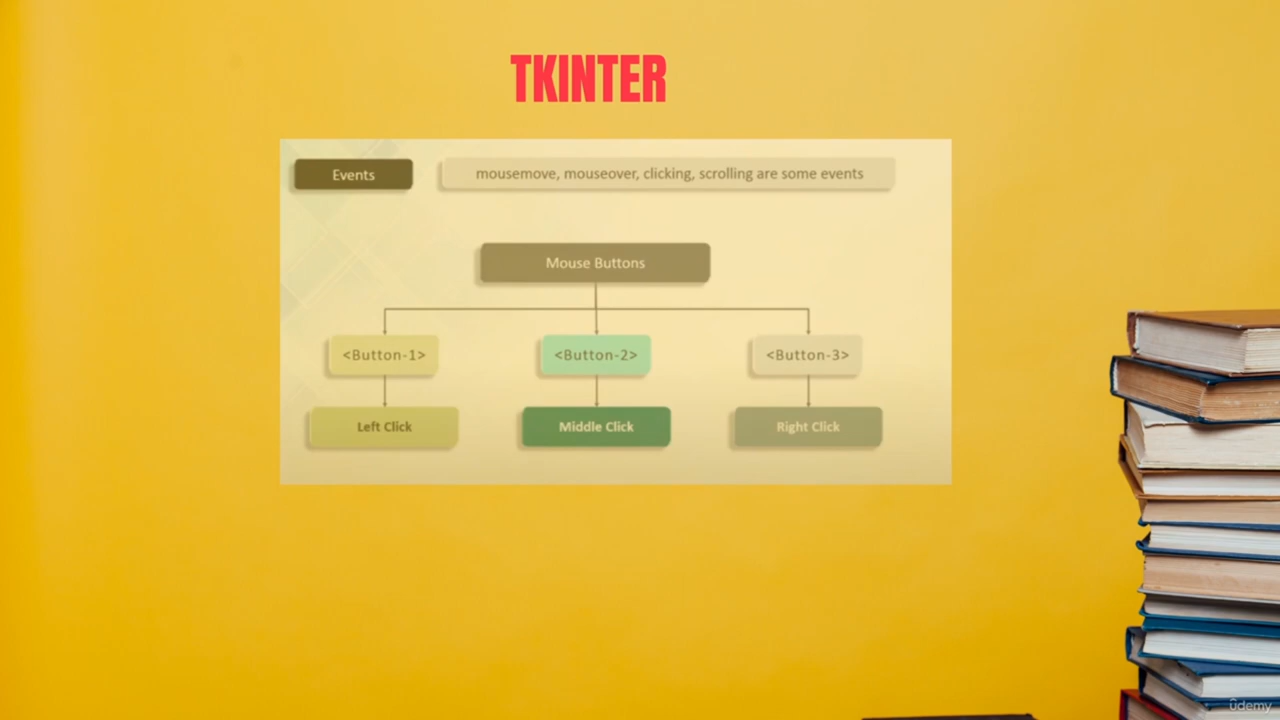 TKINTER
Events
mousemove, mouseover, clicking, scrolling are some events
Mouse Buttons
<Button-1>
<Button-2>
<Button-3>
Left Click
Middle Click
Right Click
ûdemy